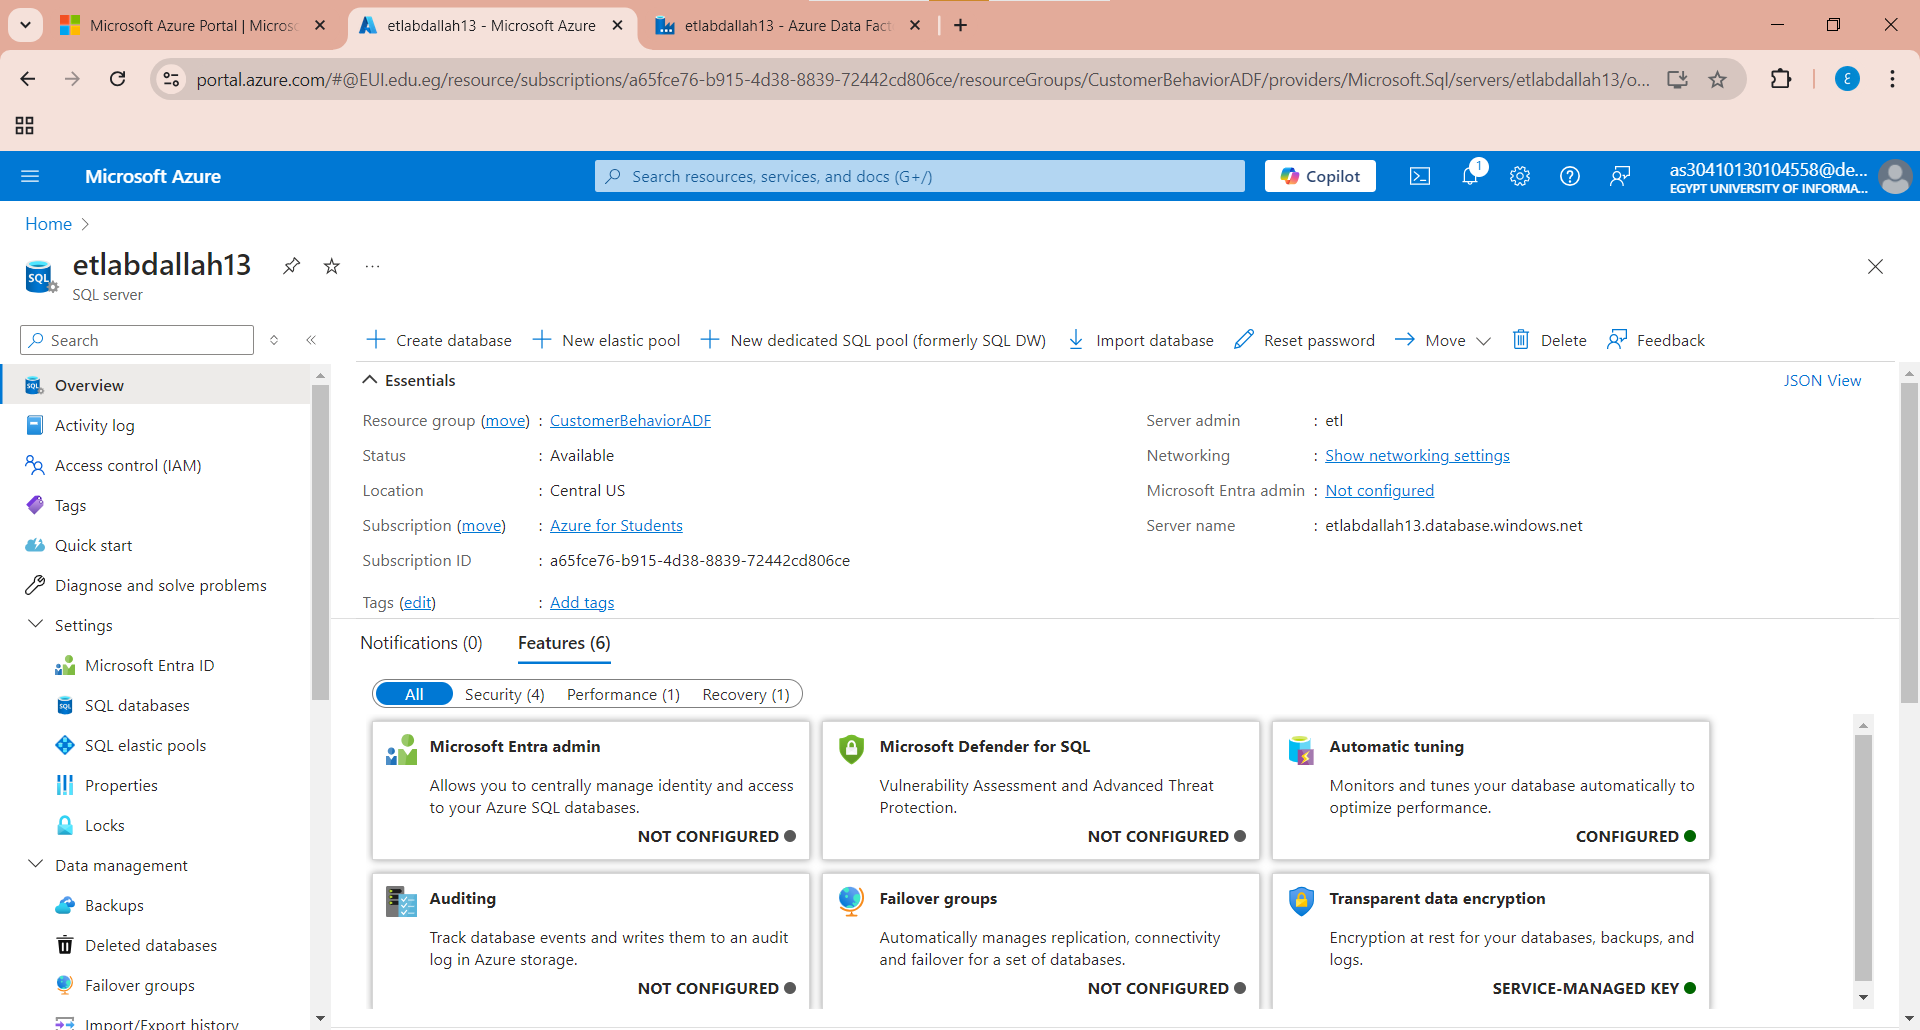 Microsoft Azure Portal | Microsc
etlabdallah13 - Microsoft Azure
etlabdallah13 - Azure Data Fact
portal.azure.com/#@EUI.edu.eg/resource/subscriptions/a65fce76-b915-4d38-8839-72442cd806ce/resourceGroups/CustomerBehaviorADF/providers/Microsoft.Sql/servers/etlabdallah13/o...
ε
Microsoft Azure
Search resources, services, and docs (G+/)
Copilot
1
as30410130104558@de...
EGYPT UNIVERSITY OF INFORMA...
Home
SQL
etlabdallah13
SQL server
Search
Create database
New elastic pool
New dedicated SQL pool (formerly SQL DW)
Import database
Reset password
Move
Delete
Feedback
Overview
Activity log
Access control (IAM)
Tags
Quick start
Diagnose and solve problems
Settings
Microsoft Entra ID
SQL databases
SQL elastic pools
Properties
Locks
Data management
Backups
Deleted databases
Failover groups
Import/Export history
Essentials
JSON View
Resource group (move) : CustomerBehaviorADF
Status : Available
Location : Central US
Subscription (move) : Azure for Students
Subscription ID : a65fce76-b915-4d38-8839-72442cd806ce
Tags (edit) : Add tags
Server admin : etl
Networking : Show networking settings
Microsoft Entra admin : Not configured
Server name : etlabdallah13.database.windows.net
Notifications (0)
Features (6)
All
Security (4)
Performance (1)
Recovery (1)
Microsoft Entra admin
Allows you to centrally manage identity and access
to your Azure SQL databases.
NOT CONFIGURED
Microsoft Defender for SQL
Vulnerability Assessment and Advanced Threat
Protection.
NOT CONFIGURED
Automatic tuning
Monitors and tunes your database automatically to
optimize performance.
CONFIGURED
Auditing
Track database events and writes them to an audit
log in Azure storage.
NOT CONFIGURED
Failover groups
Automatically manages replication, connectivity
and failover for a set of databases.
NOT CONFIGURED
Transparent data encryption
Encryption at rest for your databases, backups, and
logs.
SERVICE-MANAGED KEY